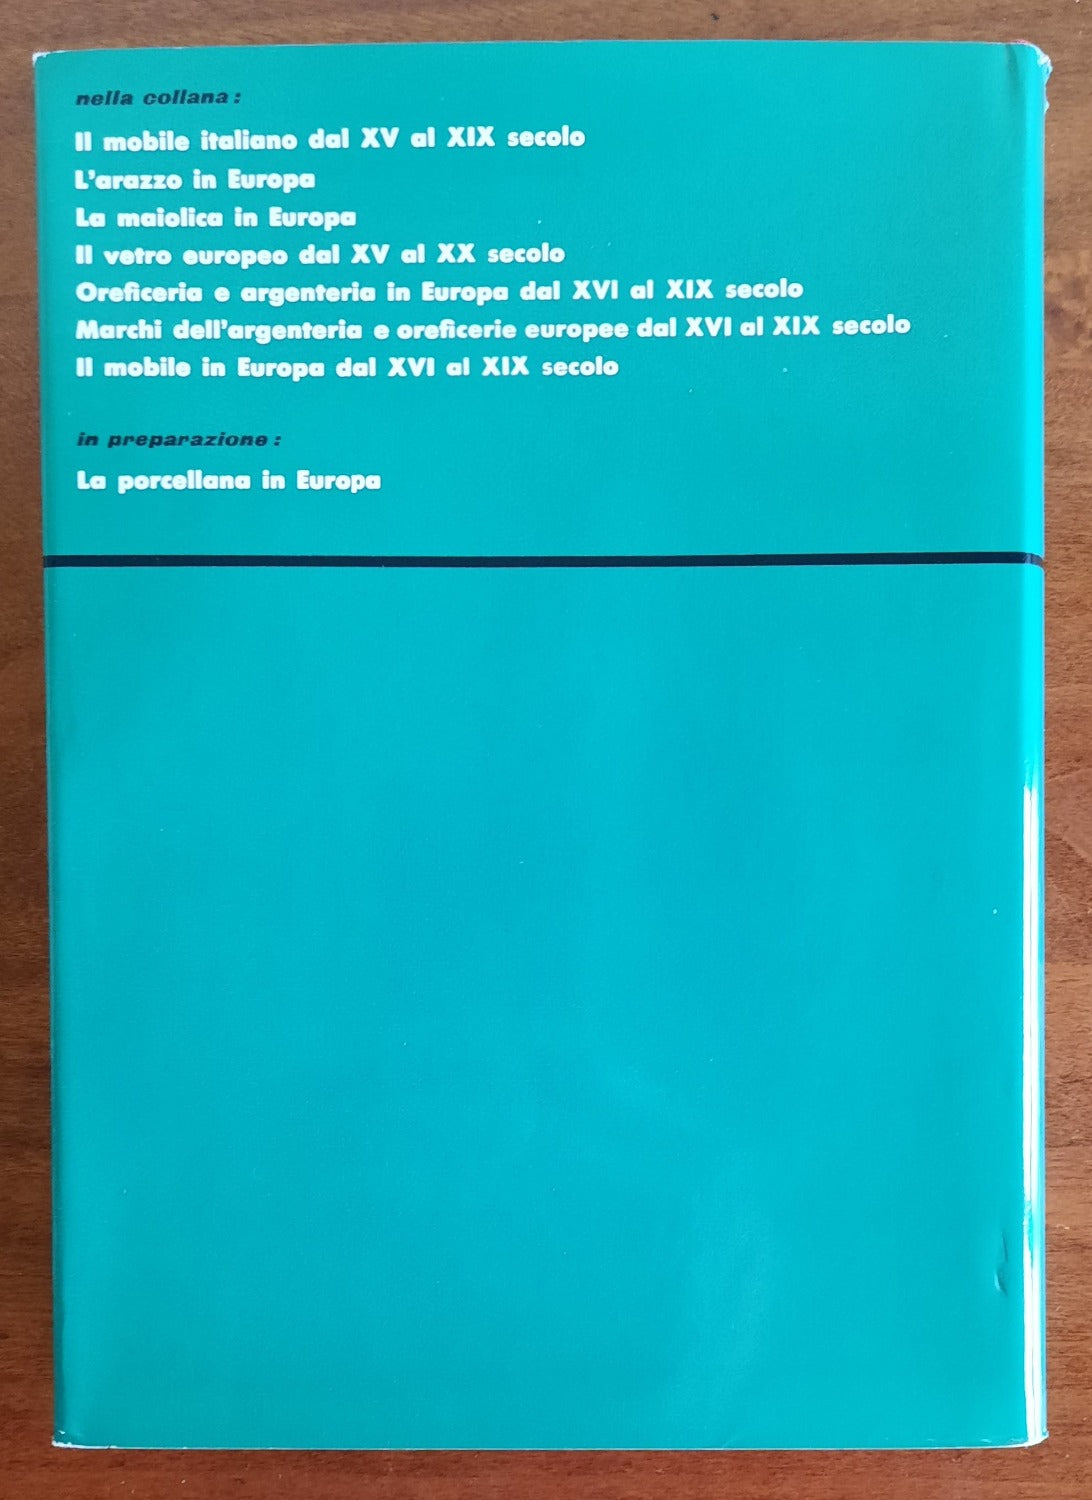 nella collana:
Il mobile italiano dal XV al XIX secolo
L'arazzo in Europa
La maiolica in Europa
Il vetro europeo dal XV al XX secolo
Oreficeria e argenteria in Europa dal XVI al XIX secolo
Marchi dell'argenteria e oreficerie europee dal XVI al XIX secolo
Il mobile in Europa dal XVI al XIX secolo
in preparazione:
La porcellana in Europa